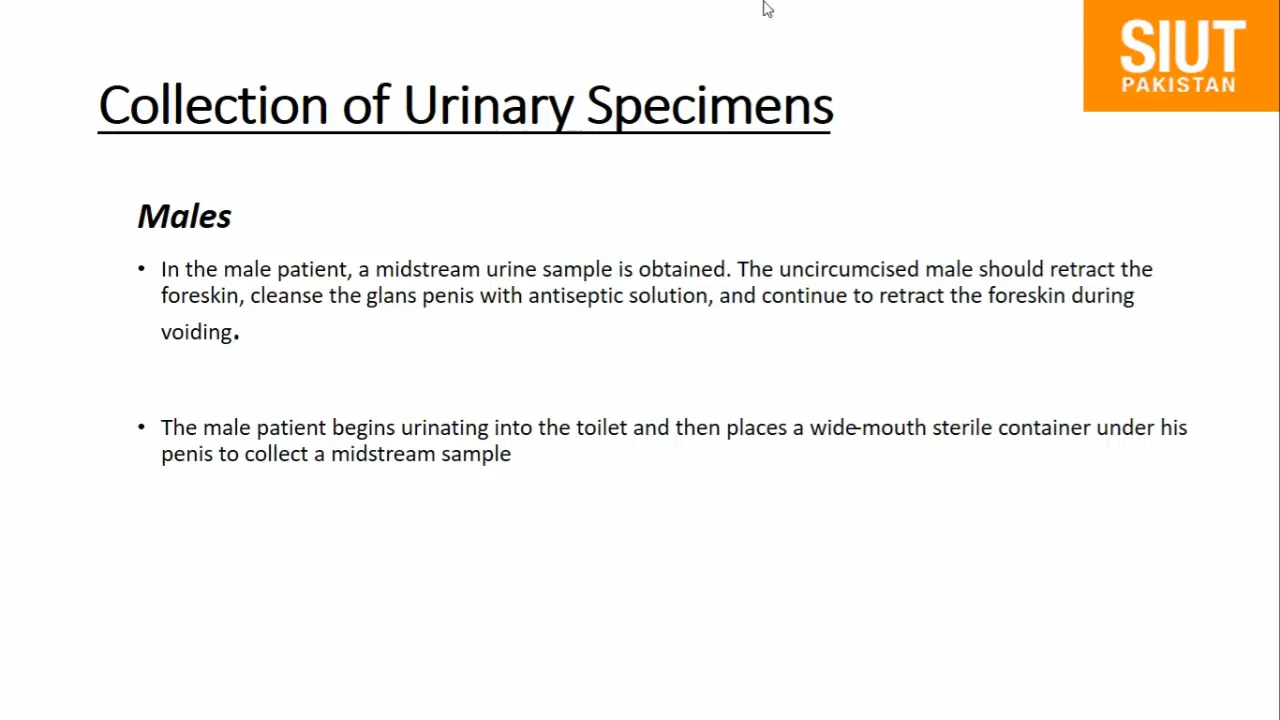 SIUT
PAKISTAN
Collection of Urinary Specimens
Males
• In the male patient, a midstream urine sample is obtained. The uncircumcised male should retract the
foreskin, cleanse the glans penis with antiseptic solution, and continue to retract the foreskin during
voiding.
• The male patient begins urinating into the toilet and then places a wide-mouth sterile container under his
penis to collect a midstream sample